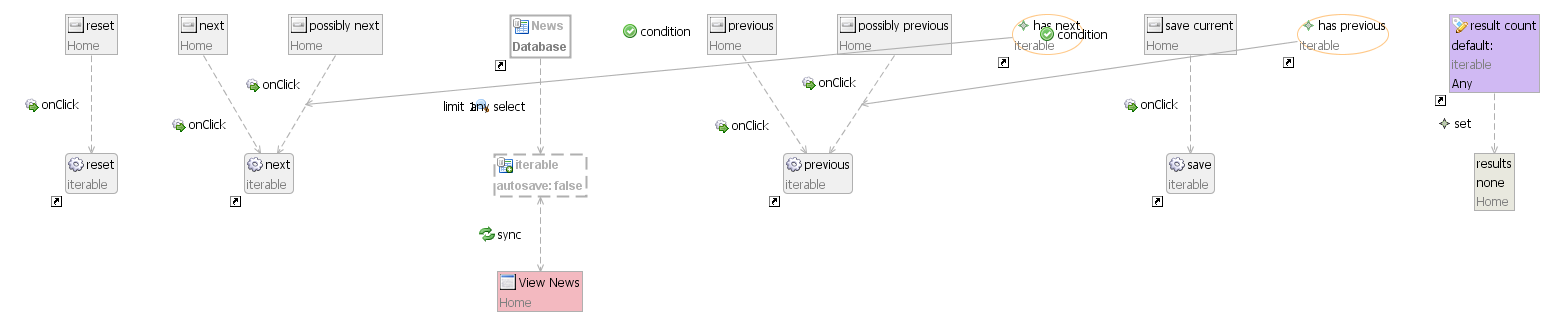 reset
Home
next
Home
possibly next
Home
News
Database
condition
previous
Home
possibly previous
Home
has next
iterable
condition
save current
Home
has previous
iterable
result count
default:
iterable
Any
onClick
onClick
onClick
limit 1
any select
onClick
onClick
onClick
set
reset
iterable
next
iterable
iterable
autosave: false
previous
iterable
save
iterable
results
none
Home
sync
View News
Home